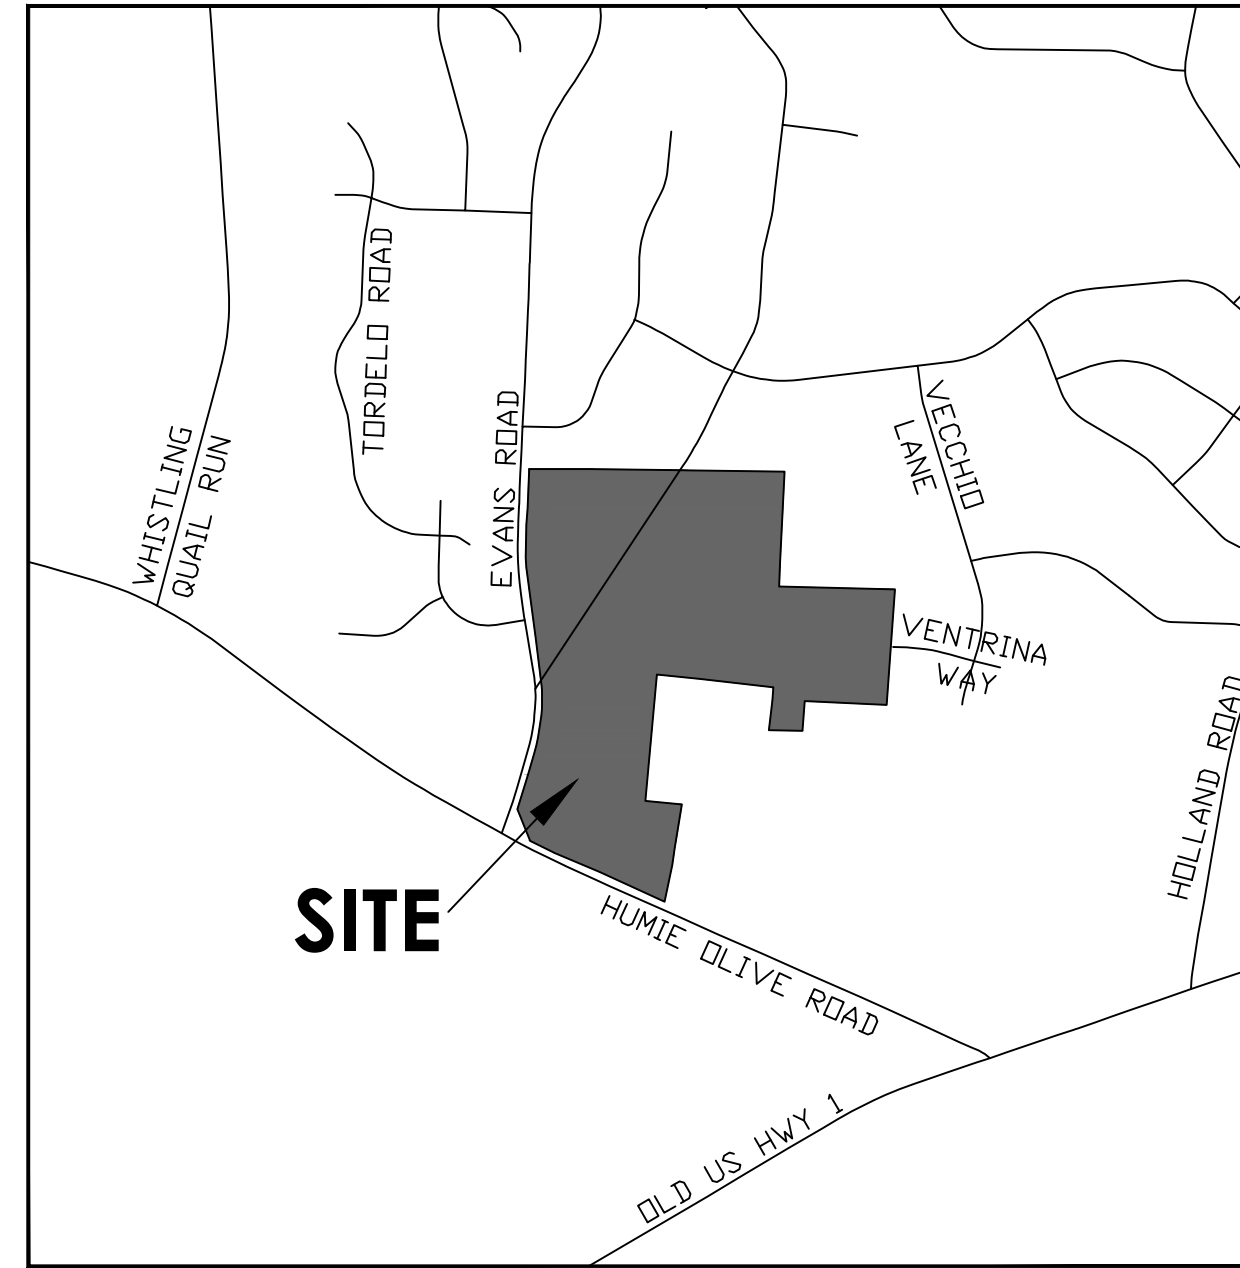 TORDELO ROAD
EVANS ROAD
WHISTLING
QUAIL RUN
VECCHIO
LANE
VENTRINA
WAY
HOLLAND ROAD
SITE
HUMIE OLIVE ROAD
OLD US HWY 1